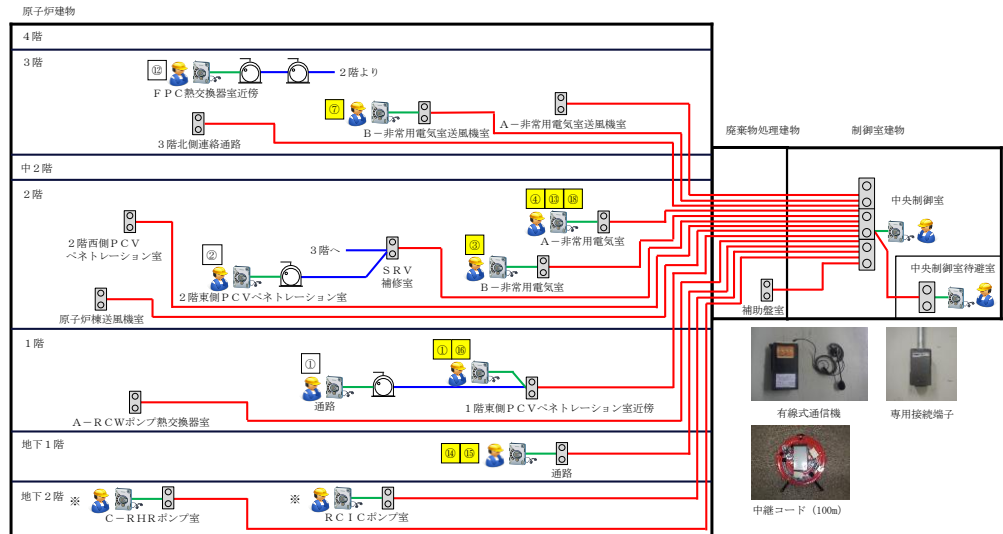 原子炉建物
4階
3階
⑫
2階より
FPC熱交換器室近傍
⑦
B－非常用電気室送風機室
A－非常用電気室送風機室
3階北側連絡通路
廃棄物処理建物
制御室建物
中2階
2階
④ ⑬ ⑱
中央制御室
2階西側PCV
ペネトレーション室
②
3階へ
SRV
補修室
③
A－非常用電気室
B－非常用電気室
中央制御室待避室
2階東側PCVペネトレーション室
原子炉棟送風機室
補助盤室
1階
① ⑯
①
通路
1階東側PCVペネトレーション室近傍
A－RCWポンプ熱交換器室
有線式通信機
専用接続端子
地下1階
⑭ ⑮
通路
地下2階
※
C－RHRポンプ室
※
RCICポンプ室
中継コード（100m）